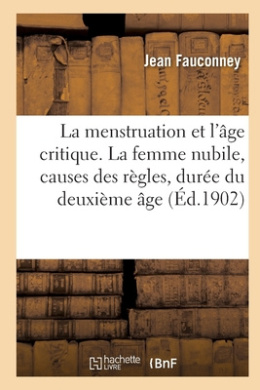 Jean Fauconney
La menstruation et l'âge critique. La femme nubile, causes des règles, durée du deuxième âge (Éd.1902)
hachette
LIVRE
(BnF